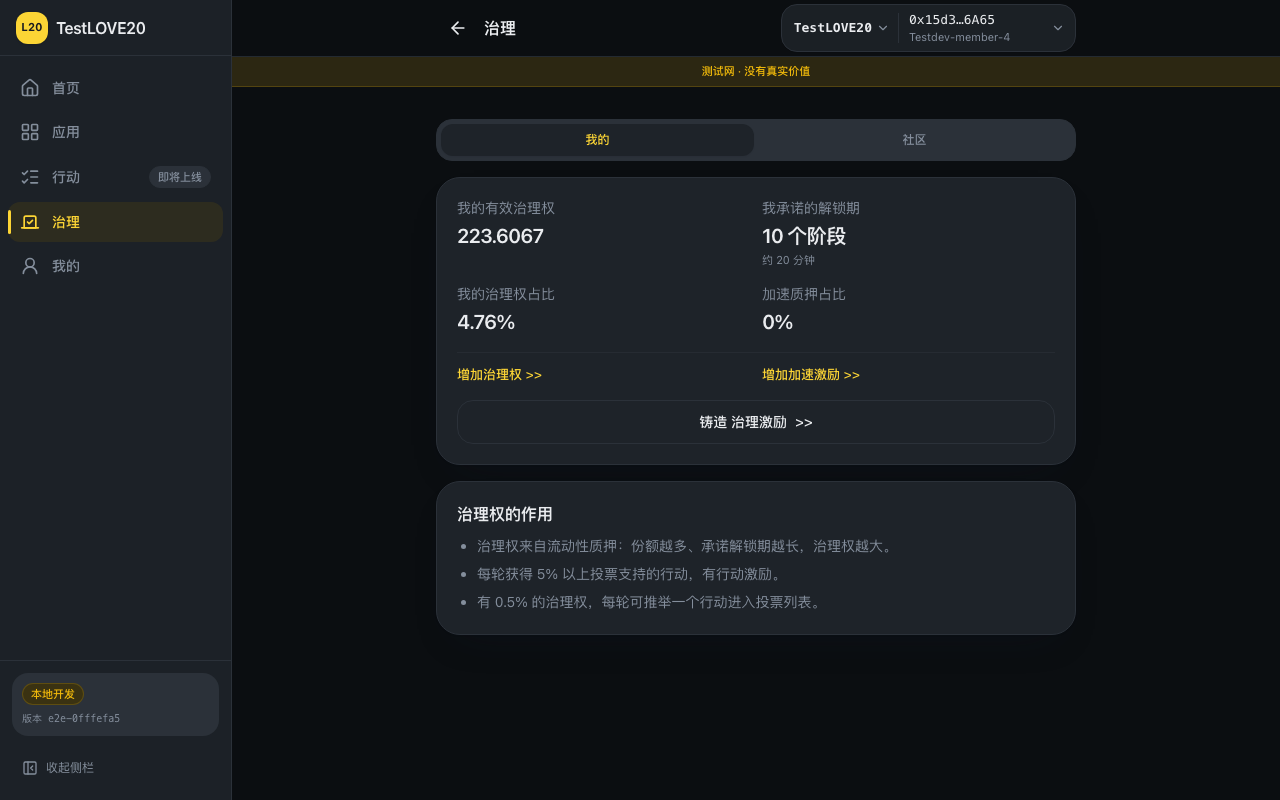 L20 TestLOVE20
首页
应用
行动 即将上线
治理
我的
本地开发
版本 e2e-0fffefa5
收起侧栏
治理
TestLOVE20
0x15d3…6A65
Testdev-member-4
测试网 · 没有真实价值
我的 社区
我的有效治理权
223.6067
我承诺的解锁期
10 个阶段
约 20 分钟
我的治理权占比
4.76%
加速质押占比
0%
增加治理权 >>
增加加速激励 >>
铸造 治理激励 >>
治理权的作用
治理权来自流动性质押：份额越多、承诺解锁期越长，治理权越大。
每轮获得 5% 以上投票支持的行动，有行动激励。
有 0.5% 的治理权，每轮可推举一个行动进入投票列表。